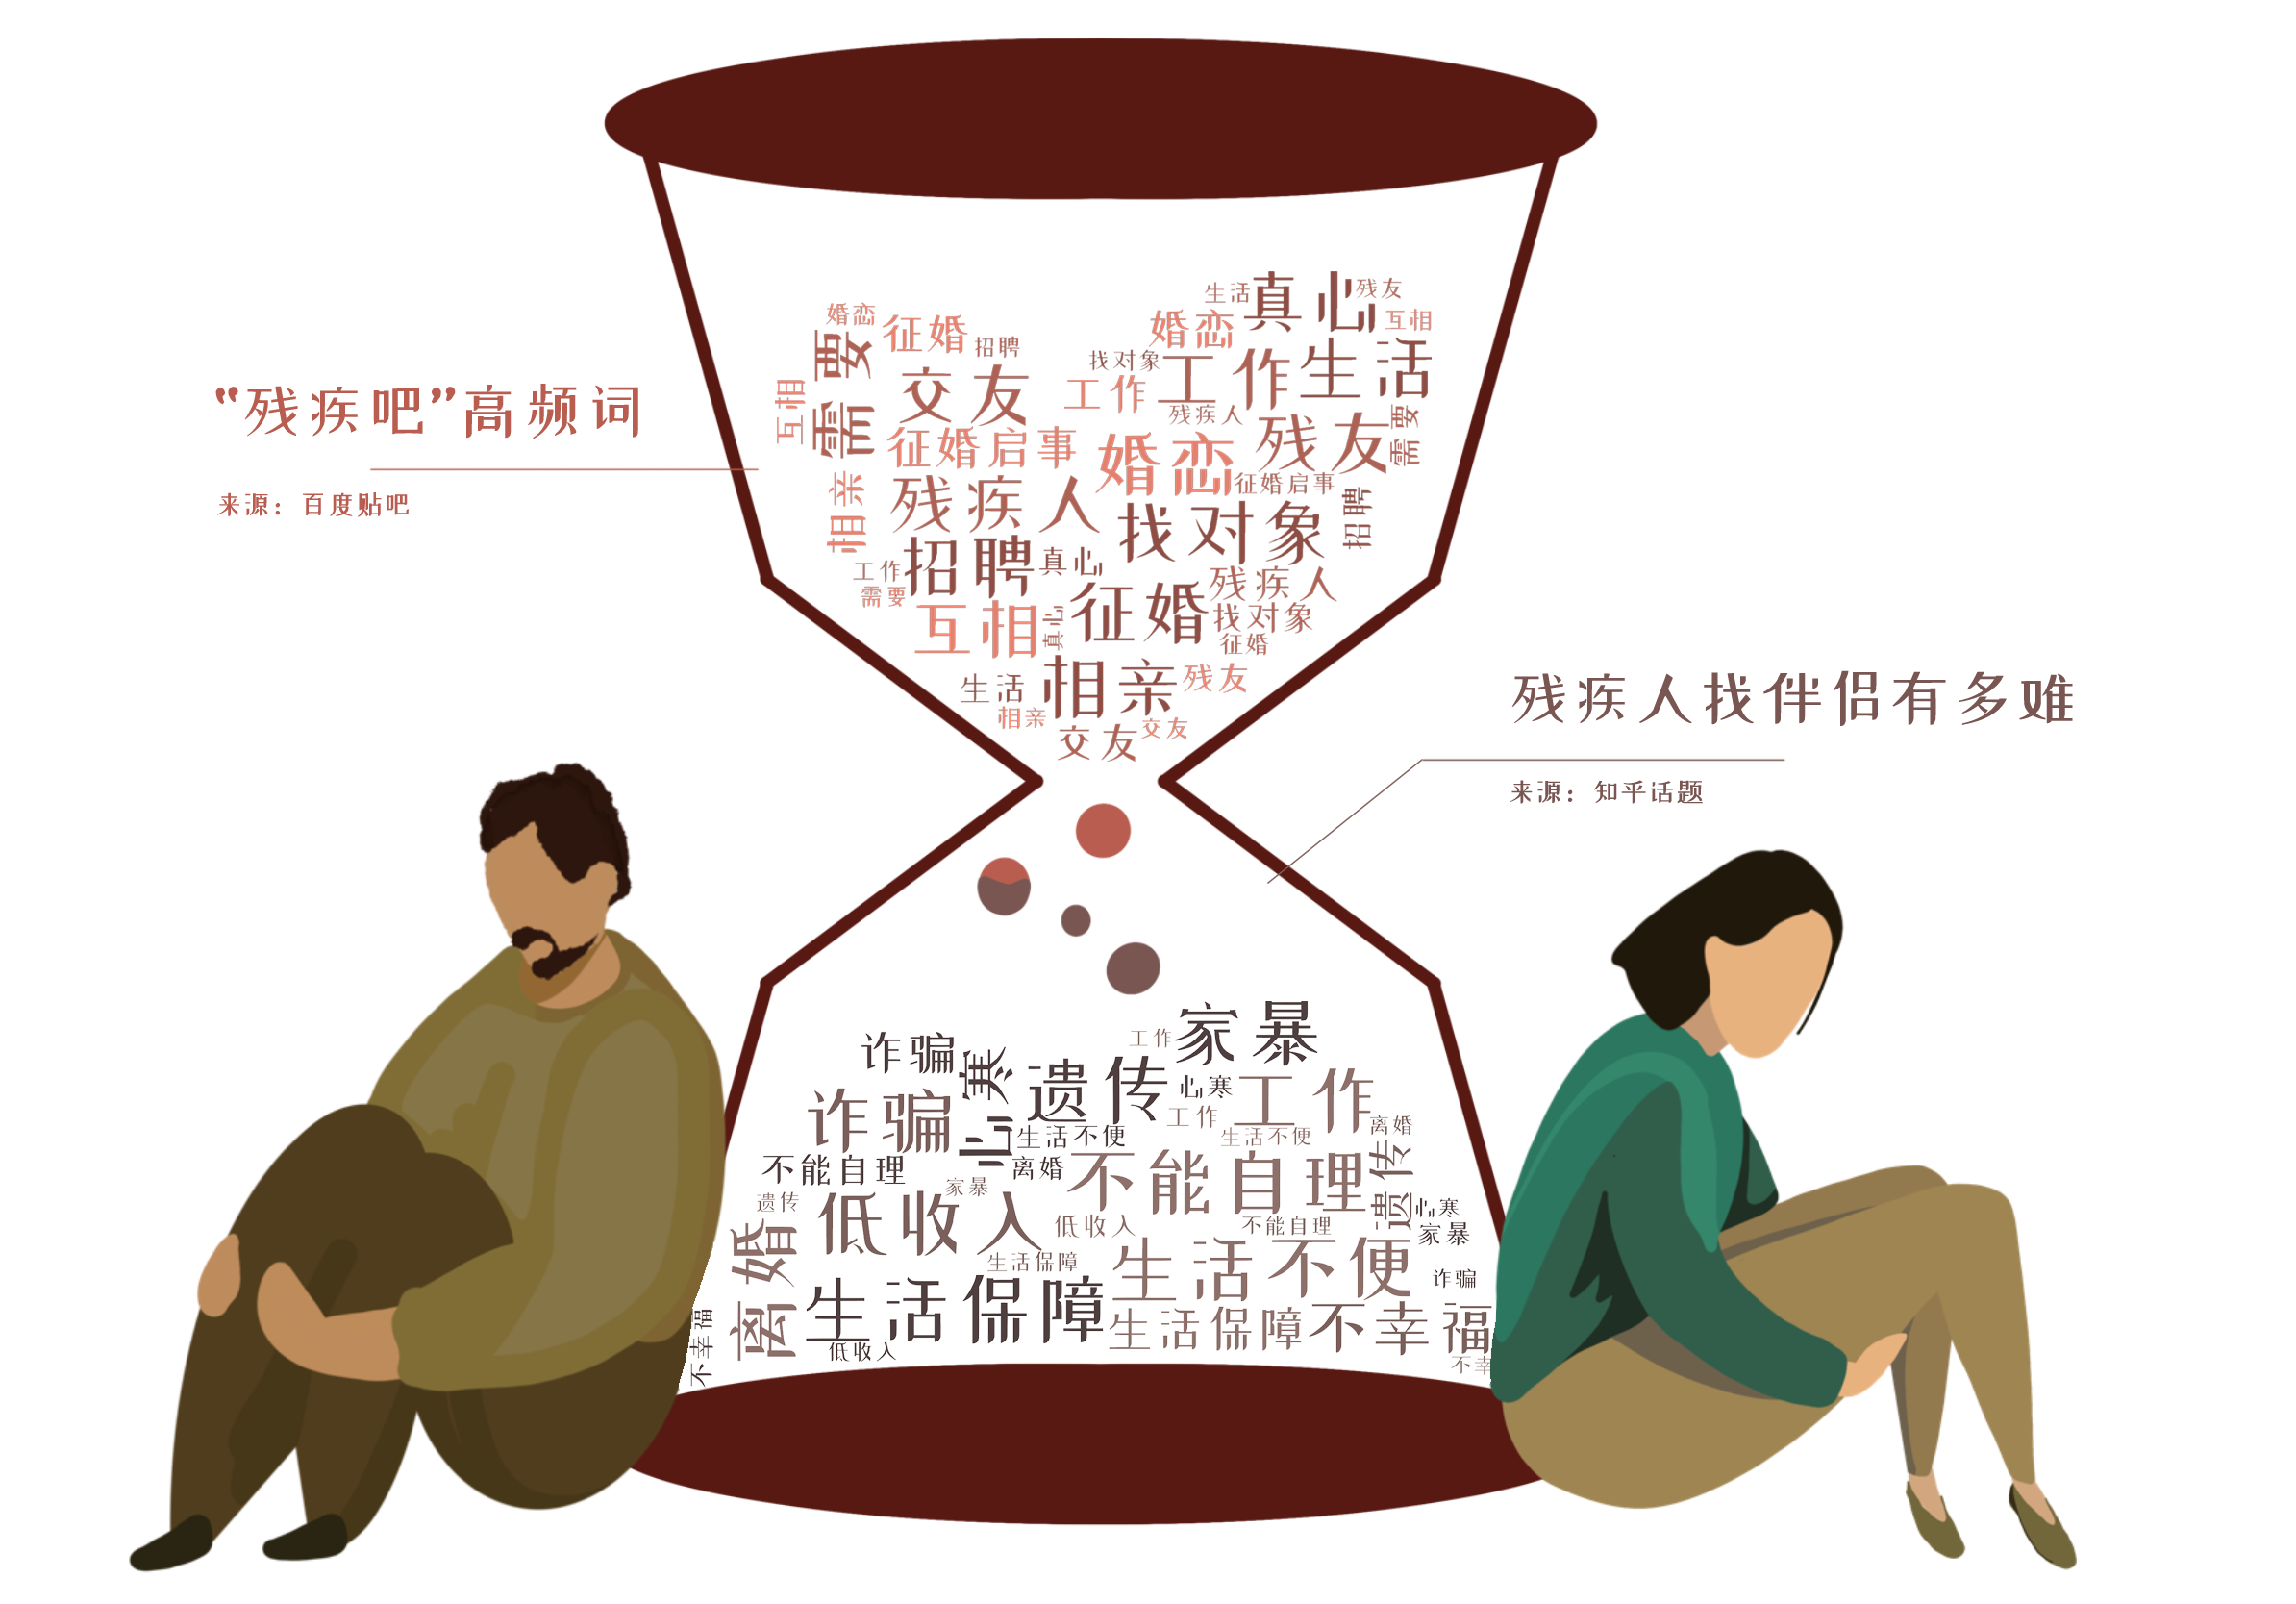 “残疾吧”高频词
来源：百度贴吧
生活
真心
残友
婚恋
征婚
婚恋
互相
需要
招聘
找对象
工作
生活
互相
交友
工作
残疾人
需要
征婚启事
婚恋
残友
相亲
残疾人
征婚启事
招聘
找对象
工作
招聘
真心
残疾人
需要
互相
真心
征婚
找对象
征婚
生活
相亲
残友
相亲
交友
交友
残疾人找伴侣有多难
来源：知乎话题
家暴
工作
诈骗
心寒
遗传
心寒
工作
诈骗
工作
离婚
生活不便
生活不便
不能自理
离婚
不能自理
遗传
遗传
家暴
低收入
低收入
不能自理
心寒
家暴
离婚
生活保障
生活不便
诈骗
生活保障
生活保障
不幸福
不幸福
低收入
不幸